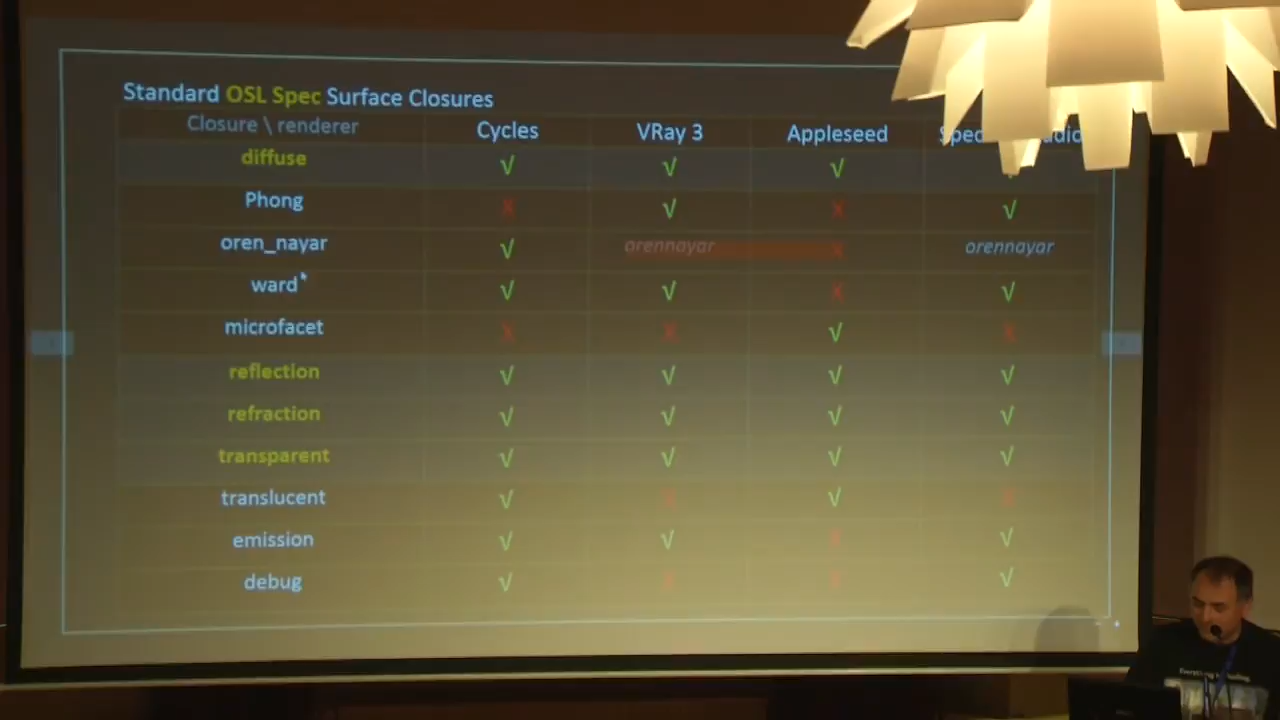 Standard OSL Spec Surface Closures
Closure \ renderer Cycles VRay 3 Appleseed
diffuse √ √ √
Phong X √ X √
oren_nayar √ orennayar X orennayar
ward* √ √ X √
microfacet X X √ X
reflection √ √ √ √
refraction √ √ √ √
transparent √ √ √ √
translucent √ X √ X
emission √ √ X √
debug √ X X √